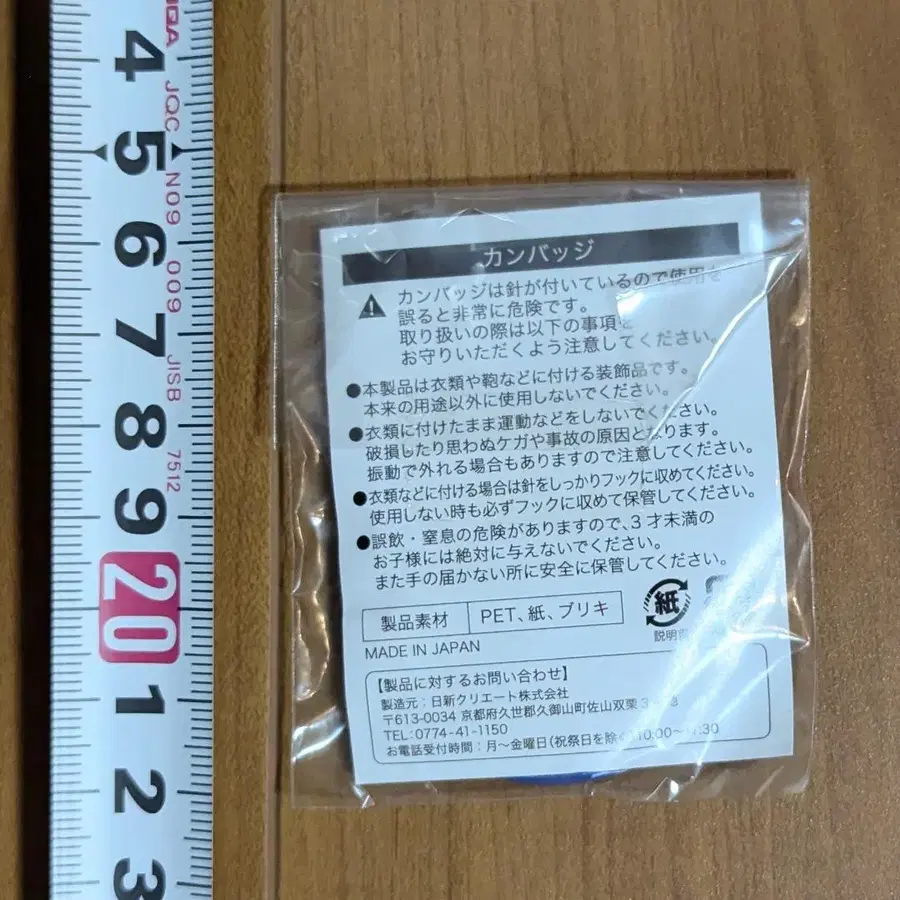 4
5
6
7
8
9
20
1
2
3
JQC
N09
009
JISB
7512
カンバッジ
カンバッジは針が付いているので使用を
誤ると非常に危険です。
取り扱いの際は以下の事項
お守りいただくよう注意してください。
●本製品は衣類や鞄などに付ける装飾品です。
本来の用途以外に使用しないでください。
●衣類に付けたまま運動などをしないでください。
破損したり思わぬケガや事故の原因となります。
振動で外れる場合もありますので注意してください。
●衣類などに付ける場合は針をしっかりフックに収めてください。
使用しない時も必ずフックに収めて保管してください。
●誤飲・窒息の危険がありますので、3才未満の
お子様には絶対に与えないでください。
また手の届かない所に安全に保管してください。
製品素材 PET、紙、ブリキ
紙
説明書
MADE IN JAPAN
【製品に対するお問い合わせ】
製造元:日新クリエート株式会社
〒613-0034 京都府久世郡久御山町佐山双栗
TEL:0774-41-1150
お電話受付時間:月〜金曜日(祝祭日を除く)10:00〜